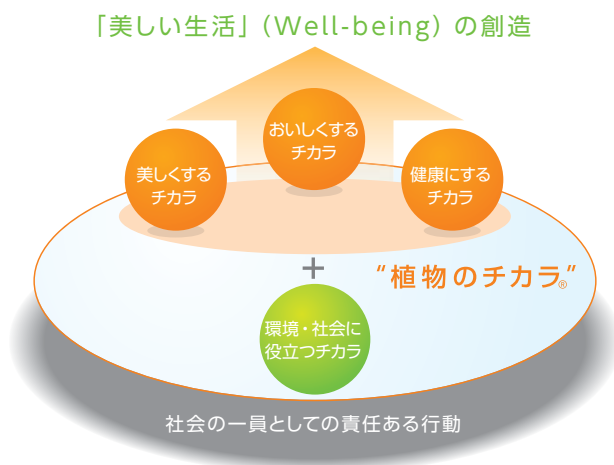 「美しい生活」(Well-being) の創造
おいしくする
チカラ
美しくする
チカラ
健康にする
チカラ
+
“植物のチカラ®”
環境・社会に
役立つチカラ
社会の一員としての責任ある行動